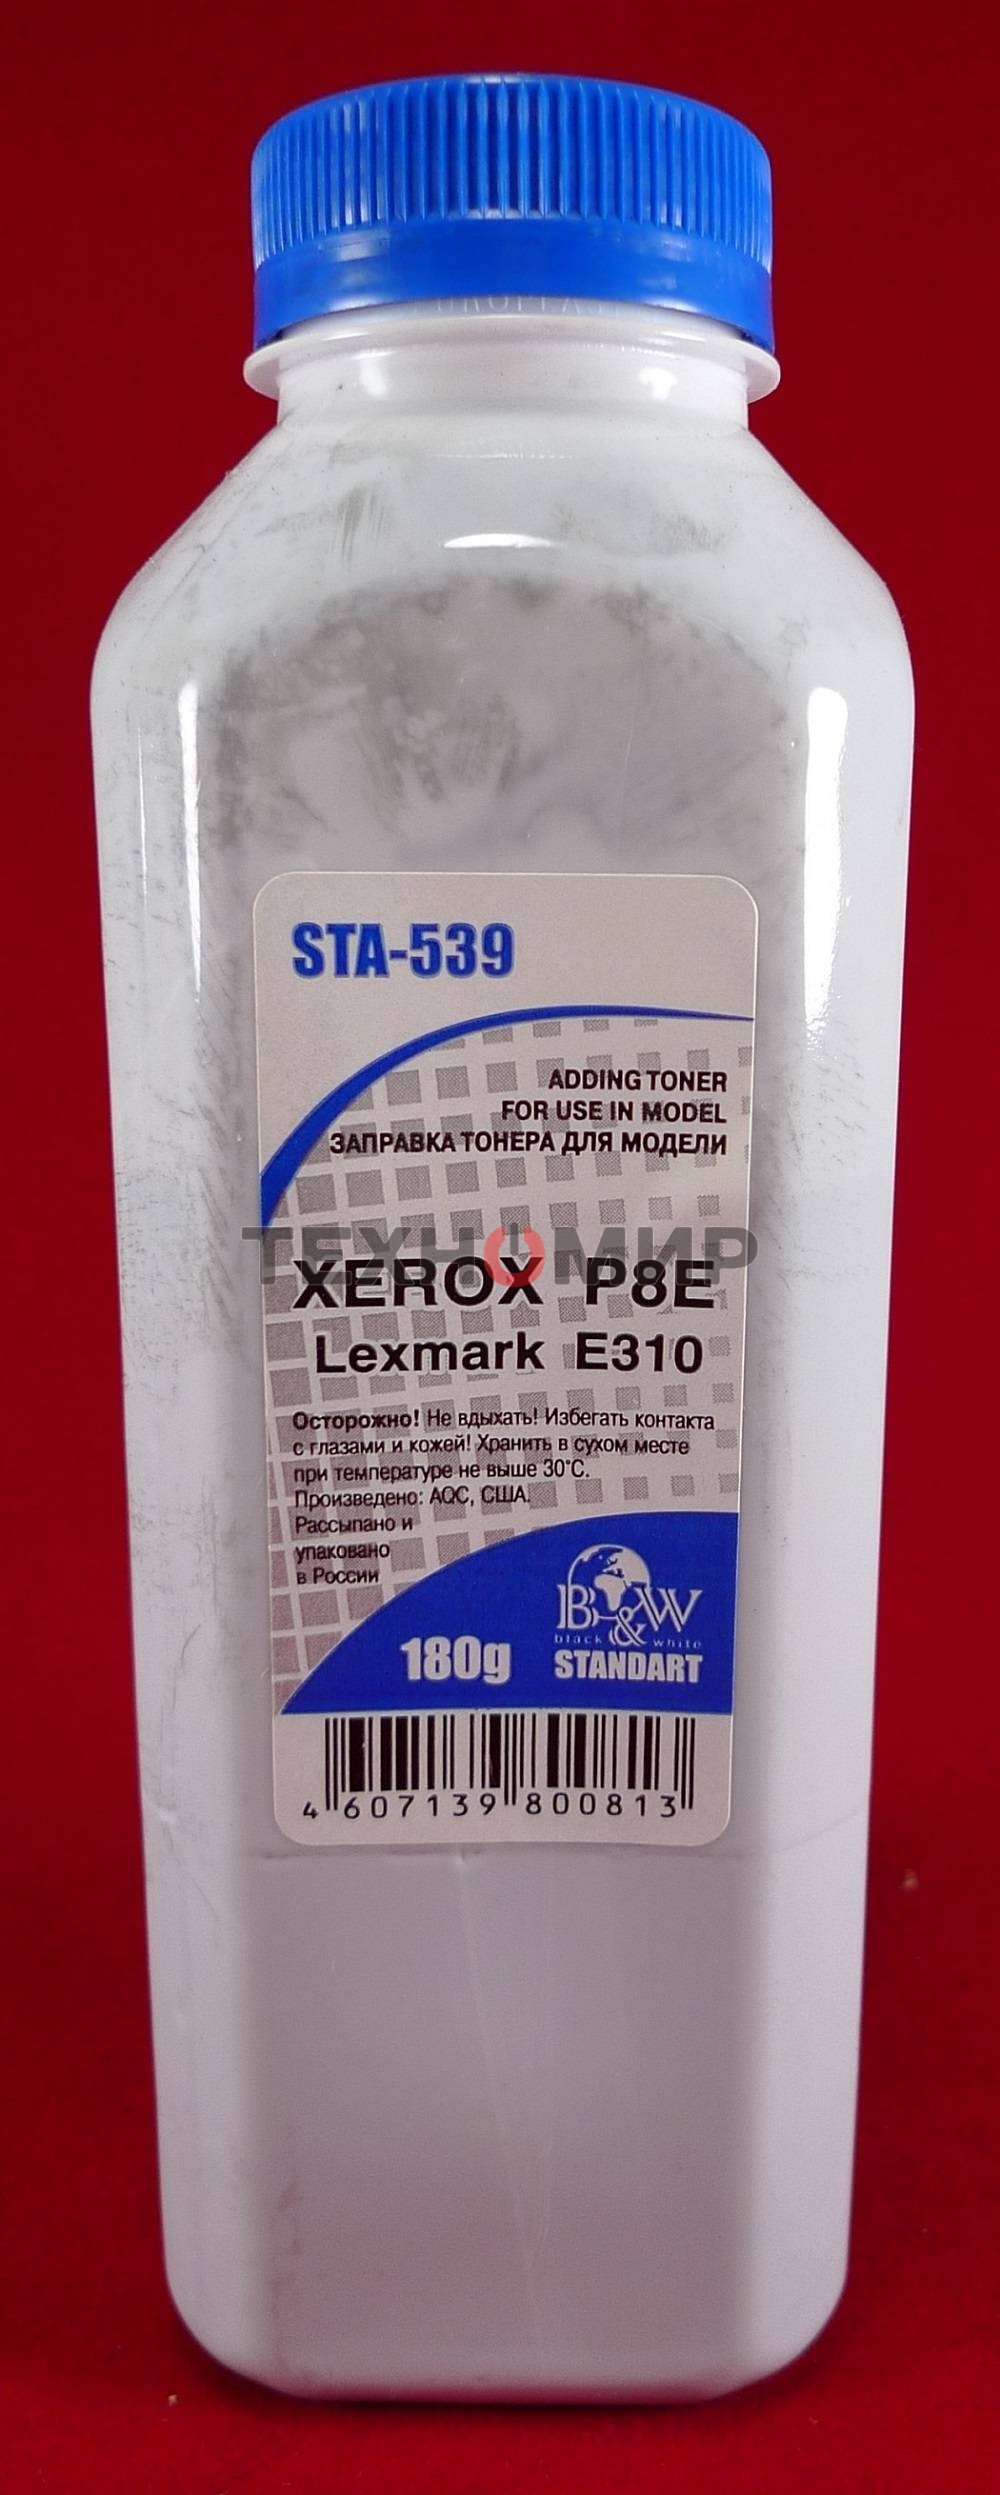 STA-539
ADDING TONER
FOR USE IN MODEL
ЗАПРАВКА ТОНЕРА ДЛЯ МОДЕЛИ
ТЕХНОМИР
XEROX P8E
Lexmark E310
Осторожно! Не вдыхать! Избегать контакта
с глазами и кожей! Хранить в сухом месте
при температуре не выше 30°С.
Произведено: AQC, США.
Рассыпано и
упаковано
в России
B&W
black & white
180g
STANDART
4 607139 800813